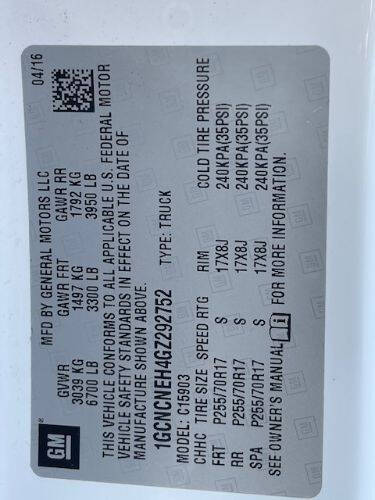 GM
MFD BY GENERAL MOTORS LLC
04/16
GVWR GAWR FRT GAWR RR
3039 KG 1497 KG 1792 KG
6700 LB 3300 LB 3950 LB
THIS VEHICLE CONFORMS TO ALL APPLICABLE U.S. FEDERAL MOTOR
VEHICLE SAFETY STANDARDS IN EFFECT ON THE DATE OF
MANUFACTURE SHOWN ABOVE.
1GCNCNEH4GZ292752 TYPE: TRUCK
MODEL: C15903
CHHC TIRE SIZE SPEED RTG RIM COLD TIRE PRESSURE
FRT P255/70R17 S 17X8J 240KPA(35PSI)
RR P255/70R17 S 17X8J 240KPA(35PSI)
SPA P255/70R17 S 17X8J 240KPA(35PSI)
SEE OWNER'S MANUAL FOR MORE INFORMATION.